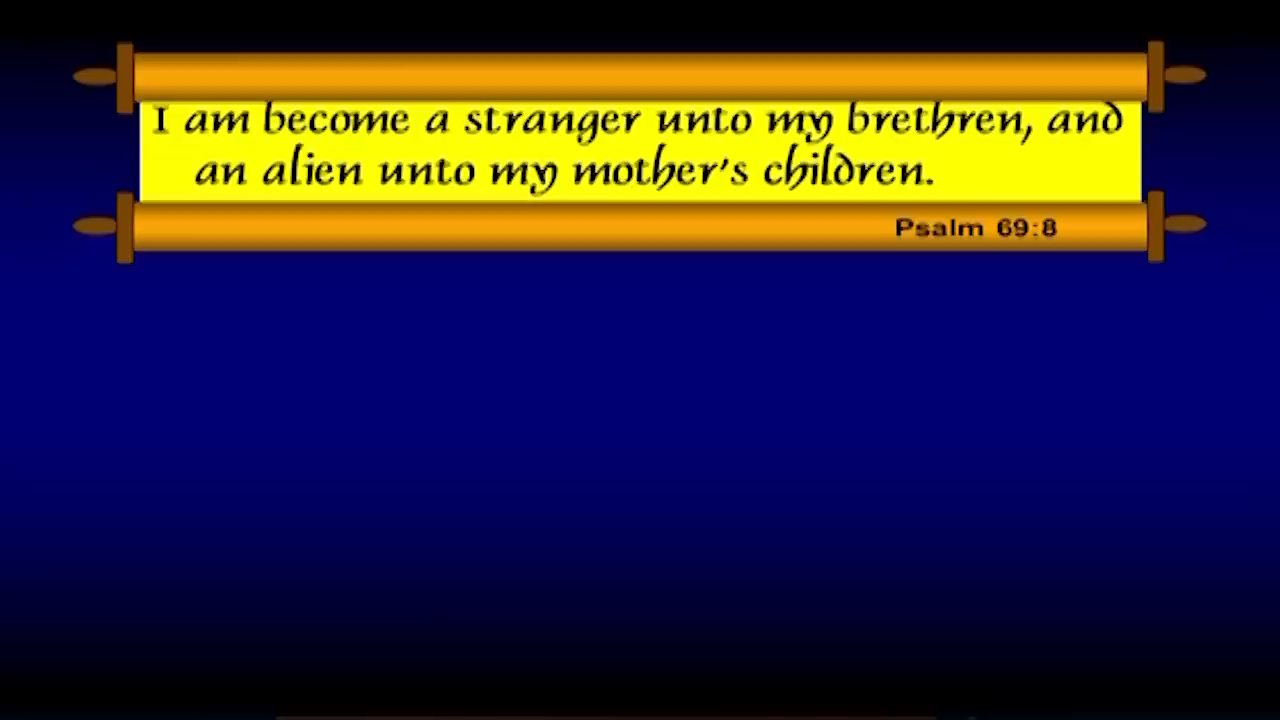 I am become a stranger unto my brethren, and
an alien unto my mother's children.
Psalm 69:8